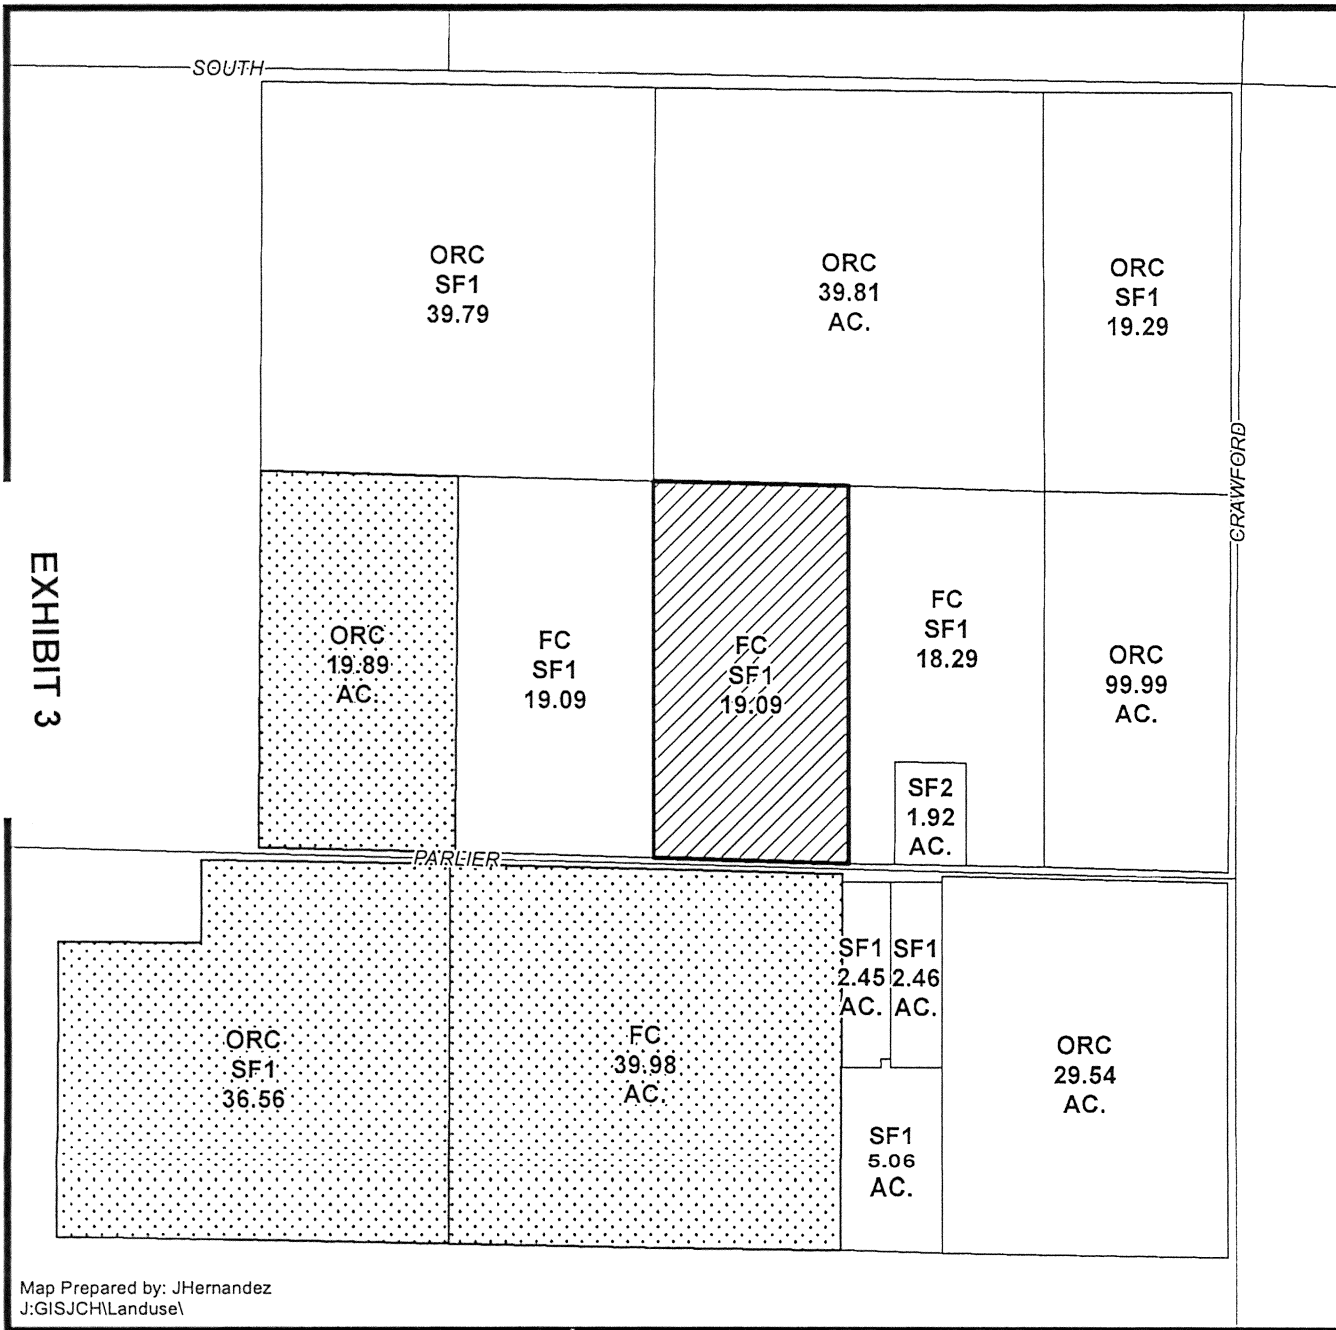 SOUTH
ORC
SF1
39.79
ORC
39.81
AC.
ORC
SF1
19.29
CRAWFORD
EXHIBIT 3
ORC
19.89
AC.
FC
SF1
19.09
FC
SF1
19.09
FC
SF1
18.29
SF2
1.92
AC.
ORC
99.99
AC.
PARLIER
ORC
SF1
36.56
FC
39.98
AC.
SF1
2.45
AC.
SF1
2.46
AC.
SF1
5.06
AC.
ORC
29.54
AC.
Map Prepared by: JHernandez
J:GISJCH\Landuse\